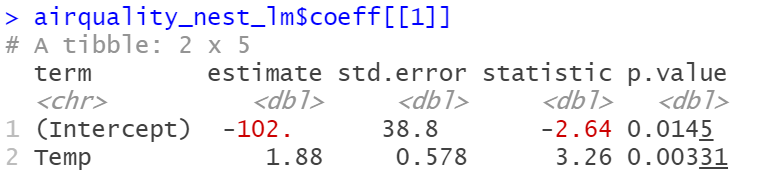 > airquality_nest_lm$coeff[[1]]
# A tibble: 2 x 5
term estimate std.error statistic p.value
<chr> <dbl> <dbl> <dbl> <dbl>
1 (Intercept) -102. 38.8 -2.64 0.0145
2 Temp 1.88 0.578 3.26 0.00331